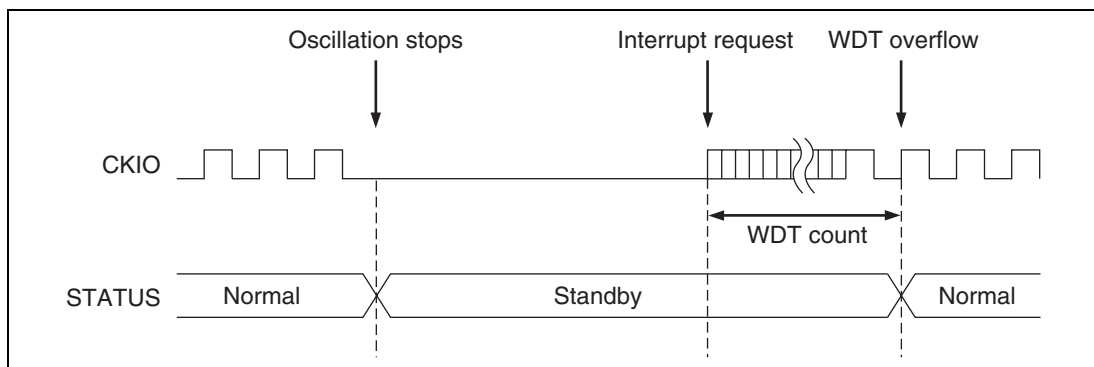 Oscillation stops Interrupt request WDT overflow
CKIO
WDT count
STATUS Normal Standby Normal